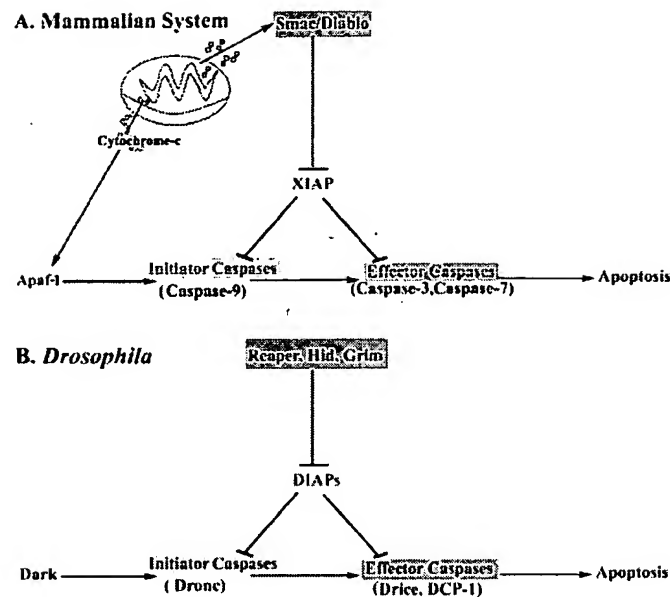 A. Mammalian System
Smac/Diablo
Cytochrome-c
XIAP
Apaf-1
Initiator Caspases
(Caspase-9)
Effector Caspases
(Caspase-3,Caspase-7)
Apoptosis
B. Drosophila
Reaper, Hid, Grim
DIAPs
Dark
Initiator Caspases
(Dronc)
Effector Caspases
(Drice, DCP-1)
Apoptosis